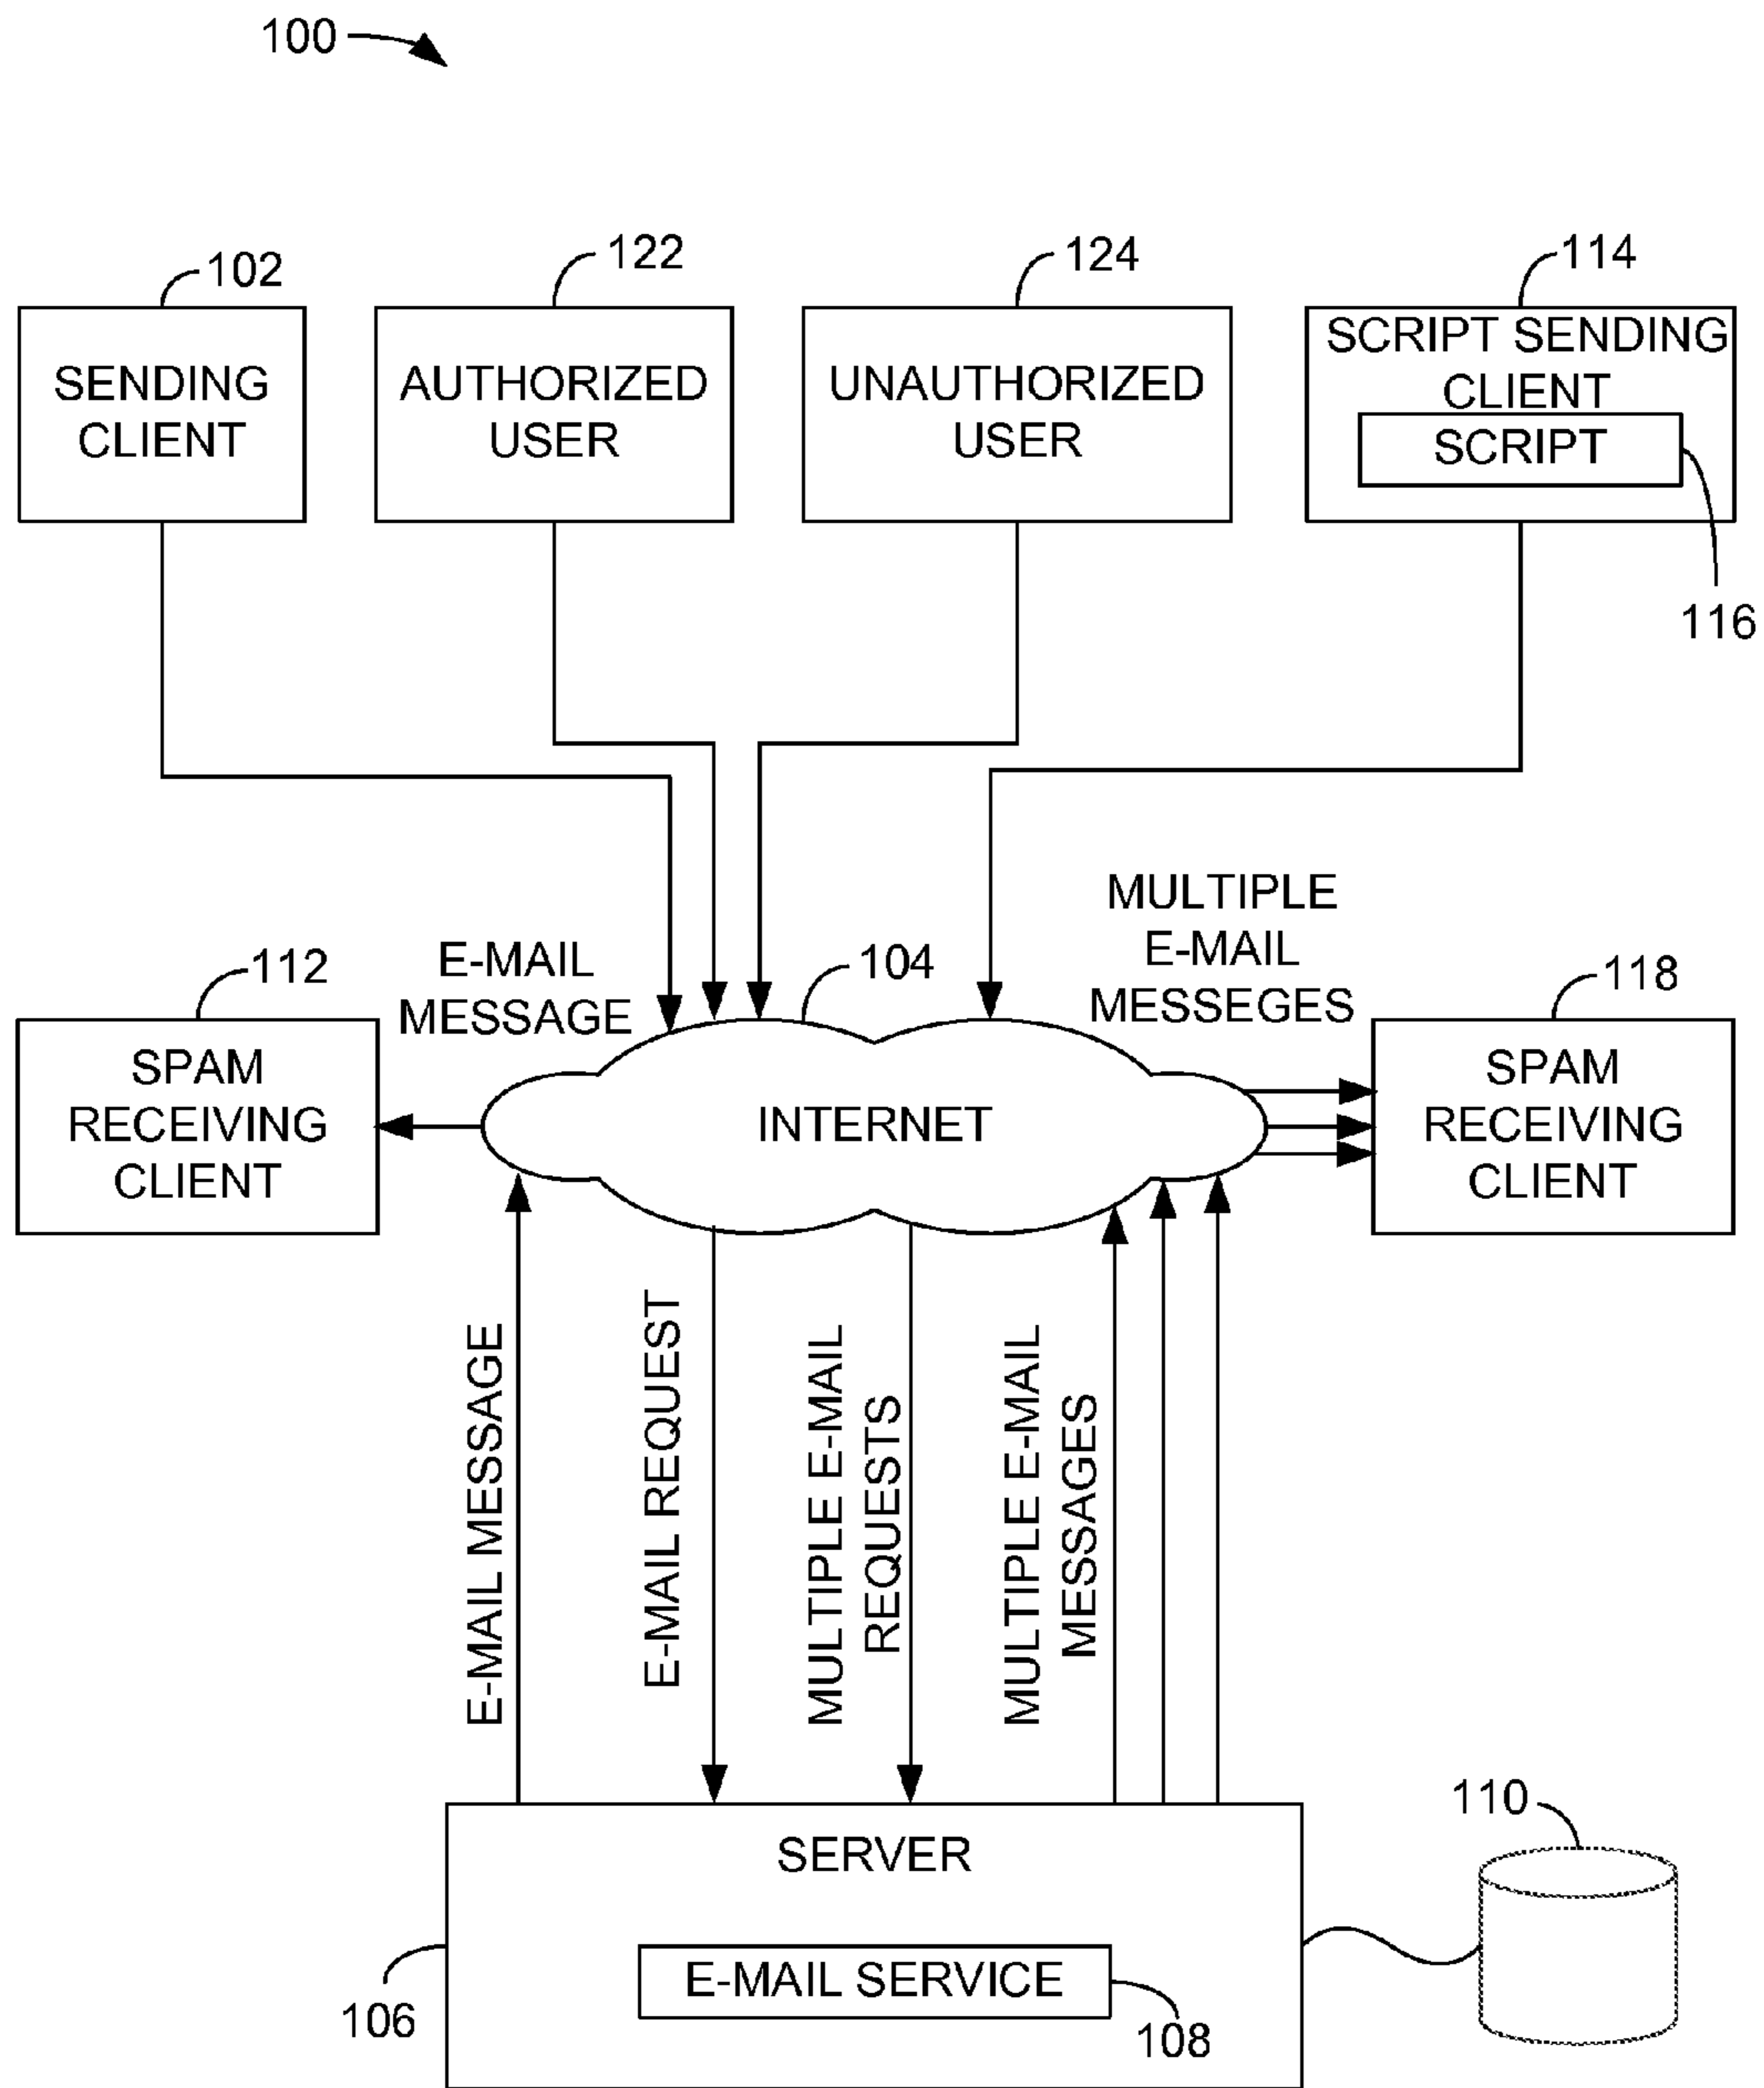 100
102
122
124
114
SENDING
CLIENT
AUTHORIZED
USER
UNAUTHORIZED
USER
SCRIPT SENDING
CLIENT
SCRIPT
116
112
E-MAIL
MESSAGE
104
MULTIPLE
E-MAIL
MESSEGES
118
SPAM
RECEIVING
CLIENT
INTERNET
SPAM
RECEIVING
CLIENT
E-MAIL MESSAGE
E-MAIL REQUEST
MULTIPLE E-MAIL
REQUESTS
MULTIPLE E-MAIL
MESSAGES
110
SERVER
E-MAIL SERVICE
106
108